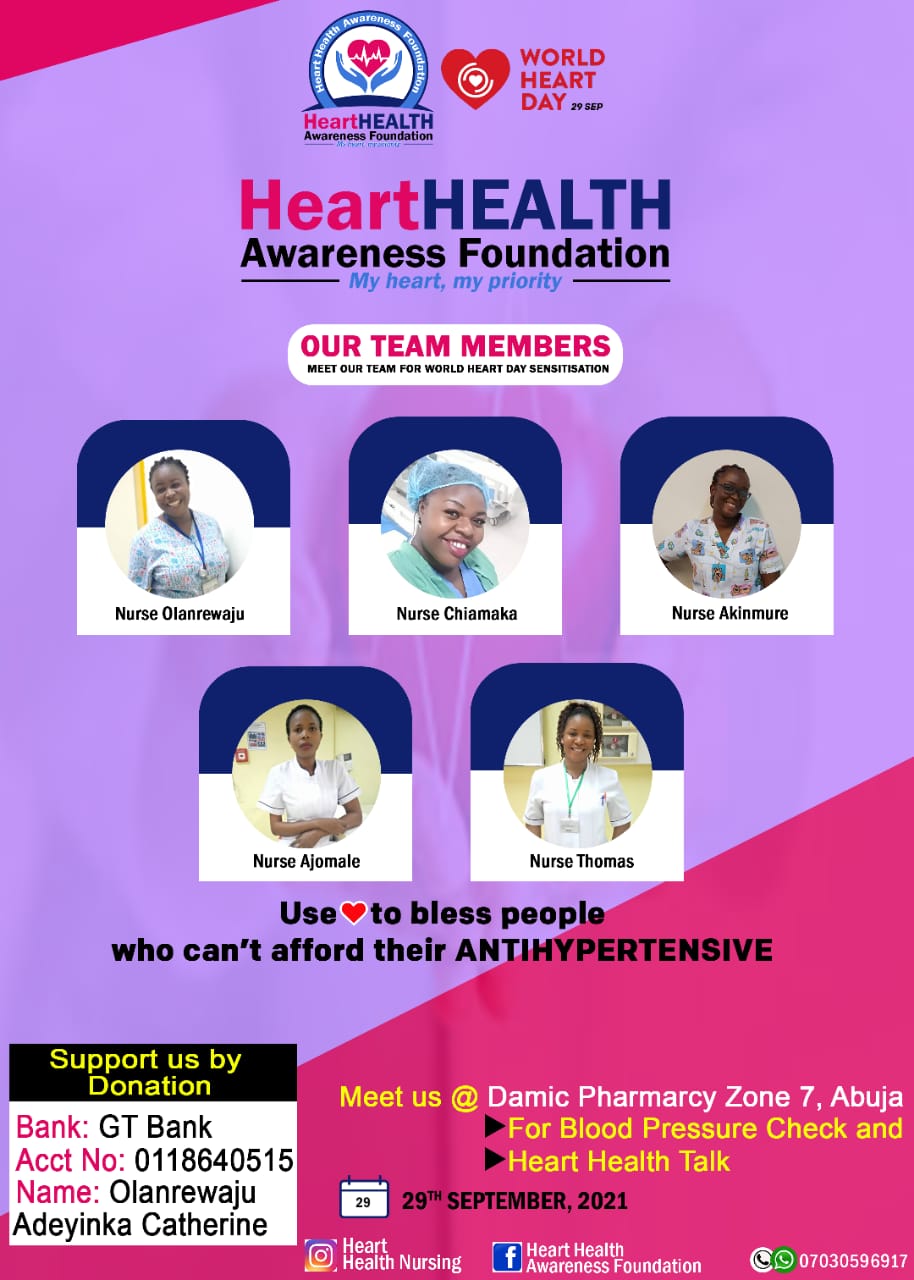 Heart Health Awareness Foundation
HeartHEALTH
Awareness Foundation
My heart, my priority
WORLD
HEART
DAY 29 SEP
HeartHEALTH
Awareness Foundation
My heart, my priority
OUR TEAM MEMBERS
MEET OUR TEAM FOR WORLD HEART DAY SENSITISATION
Nurse Olanrewaju
Nurse Chiamaka
Nurse Akinmure
Nurse Ajomale
Nurse Thomas
Use ❤ to bless people
who can't afford their ANTIHYPERTENSIVE
Support us by
Donation
Bank: GT Bank
Acct No: 0118640515
Name: Olanrewaju
Adeyinka Catherine
Meet us @ Damic Pharmarcy Zone 7, Abuja
For Blood Pressure Check and
Heart Health Talk
29
29TH SEPTEMBER, 2021
Heart
Health Nursing
Heart Health
Awareness Foundation
07030596917